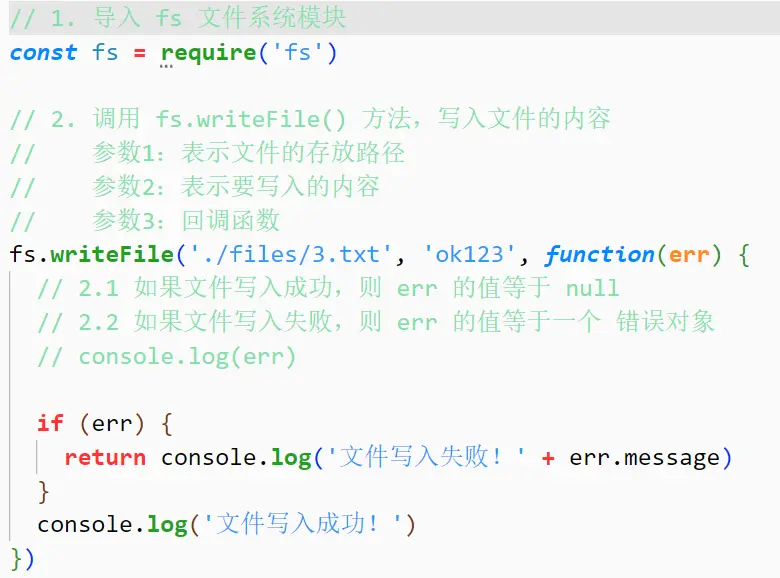 // 1. 导入 fs 文件系统模块
const fs = require('fs')
// 2. 调用 fs.writeFile() 方法，写入文件的内容
//    参数1：表示文件的存放路径
//    参数2：表示要写入的内容
//    参数3：回调函数
fs.writeFile('./files/3.txt', 'ok123', function(err) {
  // 2.1 如果文件写入成功，则 err 的值等于 null
  // 2.2 如果文件写入失败，则 err 的值等于一个 错误对象
  // console.log(err)
  if (err) {
    return console.log('文件写入失败！' + err.message)
  }
  console.log('文件写入成功！')
})